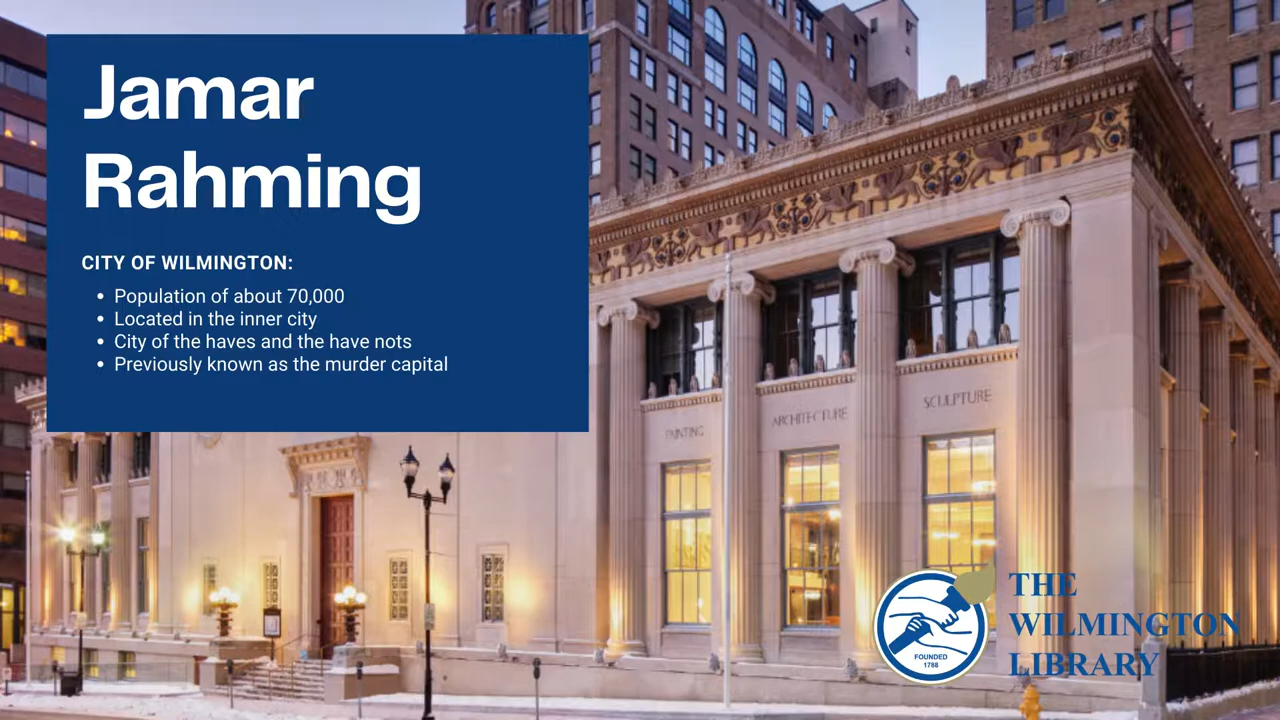 Jamar
Rahming
CITY OF WILMINGTON:
• Population of about 70,000
• Located in the inner city
• City of the haves and the have nots
• Previously known as the murder capital
PAINTING
ARCHITECTURE
SCULPTURE
FOUNDED
1788
THE
WILMINGTON
LIBRARY